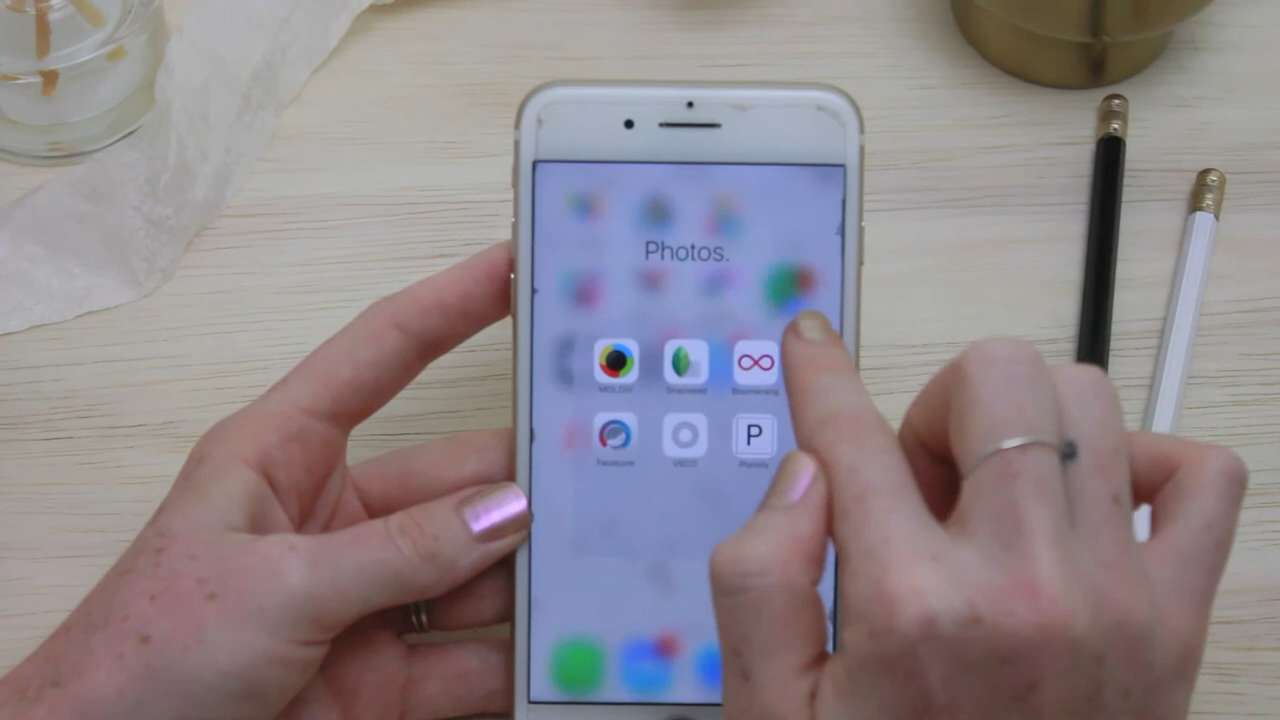 Photos.
MOLDIV
Snapseed
Boomerang
Facetune
VSCO
P
Planoly